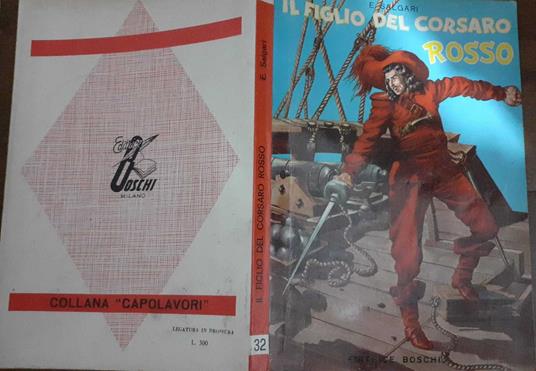 Editrice
BOSCHI
MILANO
COLLANA "CAPOLAVORI"
LEGATURA IN BROSSURA
L. 300
E. Salgari
IL FIGLIO DEL CORSARO ROSSO
32
E. SALGARI
IL FIGLIO DEL CORSARO
ROSSO
EDITRICE BOSCHI